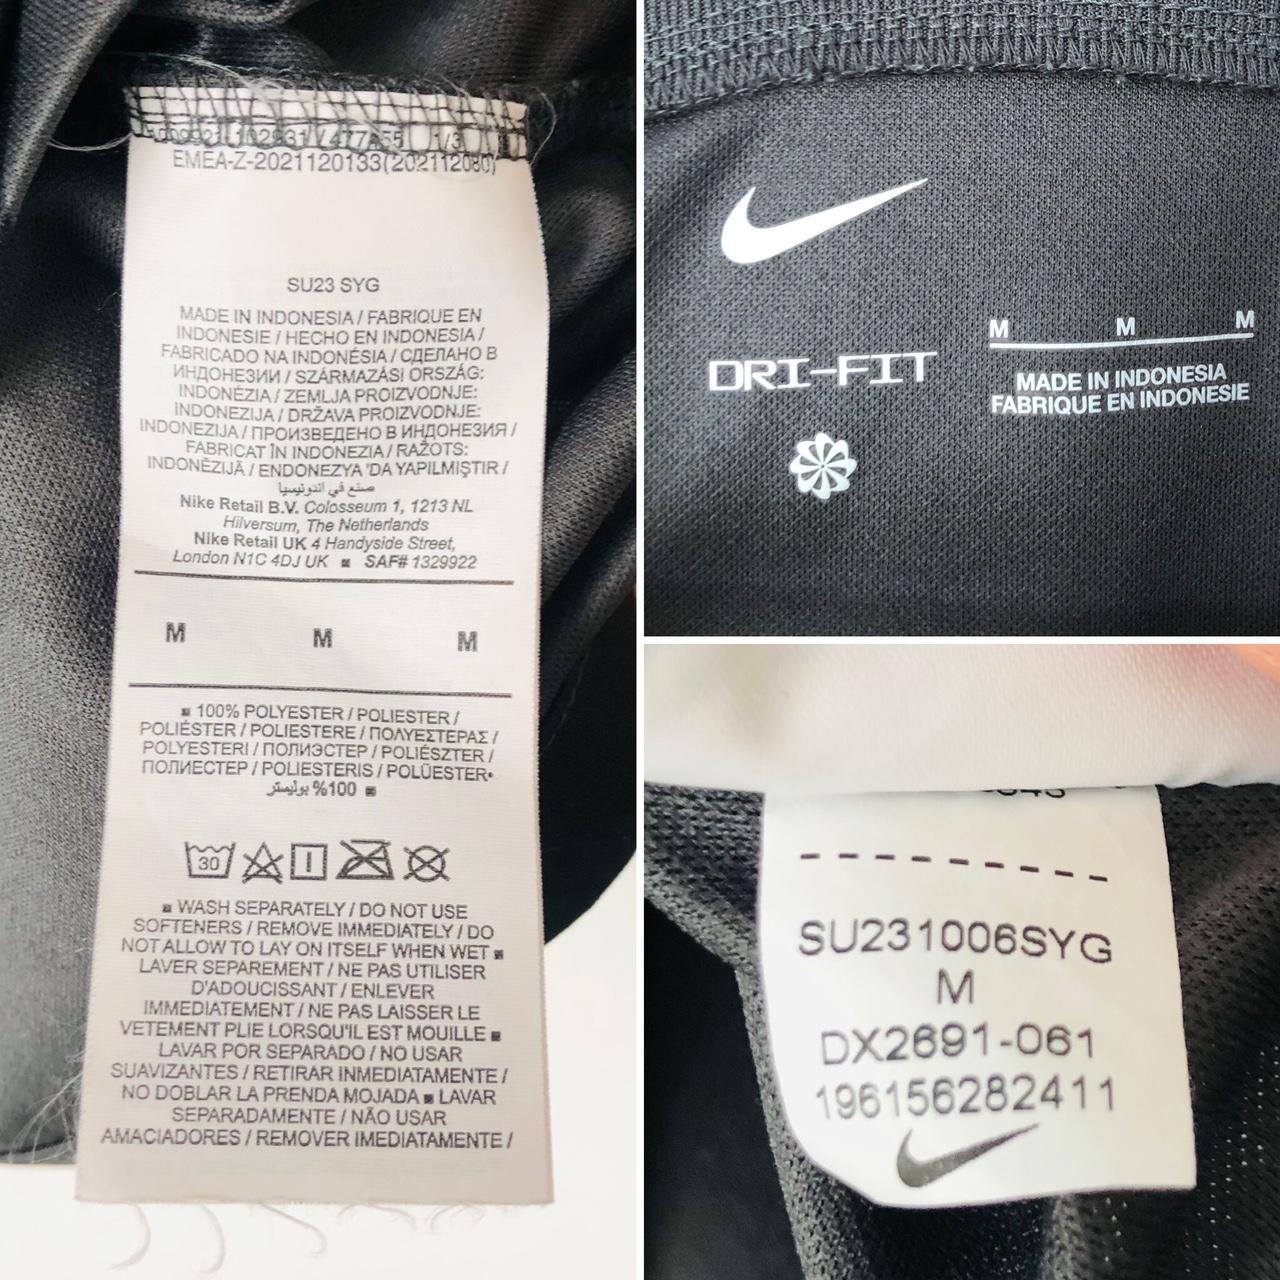 EMEA-Z-2021120133(202112080)
SU23 SYG
MADE IN INDONESIA / FABRIQUE EN
INDONESIE / HECHO EN INDONESIA /
FABRICADO NA INDONÉSIA / СДЕЛАНО В
ИНДОНЕЗИИ / SZÁRMAZÁSI ORSZÁG:
INDONÉZIA / ZEMLJA PROIZVODNJE:
INDONEZIJA / DRŽAVA PROIZVODNJE:
INDONEZIJA / ПРОИЗВЕДЕНО В ИНДОНЕЗИЯ /
FABRICAT ÎN INDONEZIA / RAŽOTS:
INDONĒZIJĀ / ENDONEZYA 'DA YAPILMIŞTIR /
صنع في اندونيسيا
Nike Retail B.V. Colosseum 1, 1213 NL
Hilversum, The Netherlands
Nike Retail UK 4 Handyside Street,
London N1C 4DJ UK ▪ SAF# 1329922
M M M
▪ 100% POLYESTER / POLIESTER /
POLIÉSTER / POLIESTERE / ΠΟΛΥΕΣΤΕΡΑΣ /
POLYESTERI / ПОЛИЭСТЕР / POLIÉSZTER /
ПОЛИЕСТЕР / POLIESTERIS / POLÜESTER▪
100% بوليستر ▪
30
▪ WASH SEPARATELY / DO NOT USE
SOFTENERS / REMOVE IMMEDIATELY / DO
NOT ALLOW TO LAY ON ITSELF WHEN WET ▪
LAVER SEPAREMENT / NE PAS UTILISER
D'ADOUCISSANT / ENLEVER
IMMEDIATEMENT / NE PAS LAISSER LE
VETEMENT PLIE LORSQU'IL EST MOUILLE ▪
LAVAR POR SEPARADO / NO USAR
SUAVIZANTES / RETIRAR INMEDIATAMENTE /
NO DOBLAR LA PRENDA MOJADA ▪ LAVAR
SEPARADAMENTE / NÃO USAR
AMACIADORES / REMOVER IMEDIATAMENTE /
DRI-FIT
M M M
MADE IN INDONESIA
FABRIQUE EN INDONESIE
SU231006SYG
M
DX2691-061
196156282411